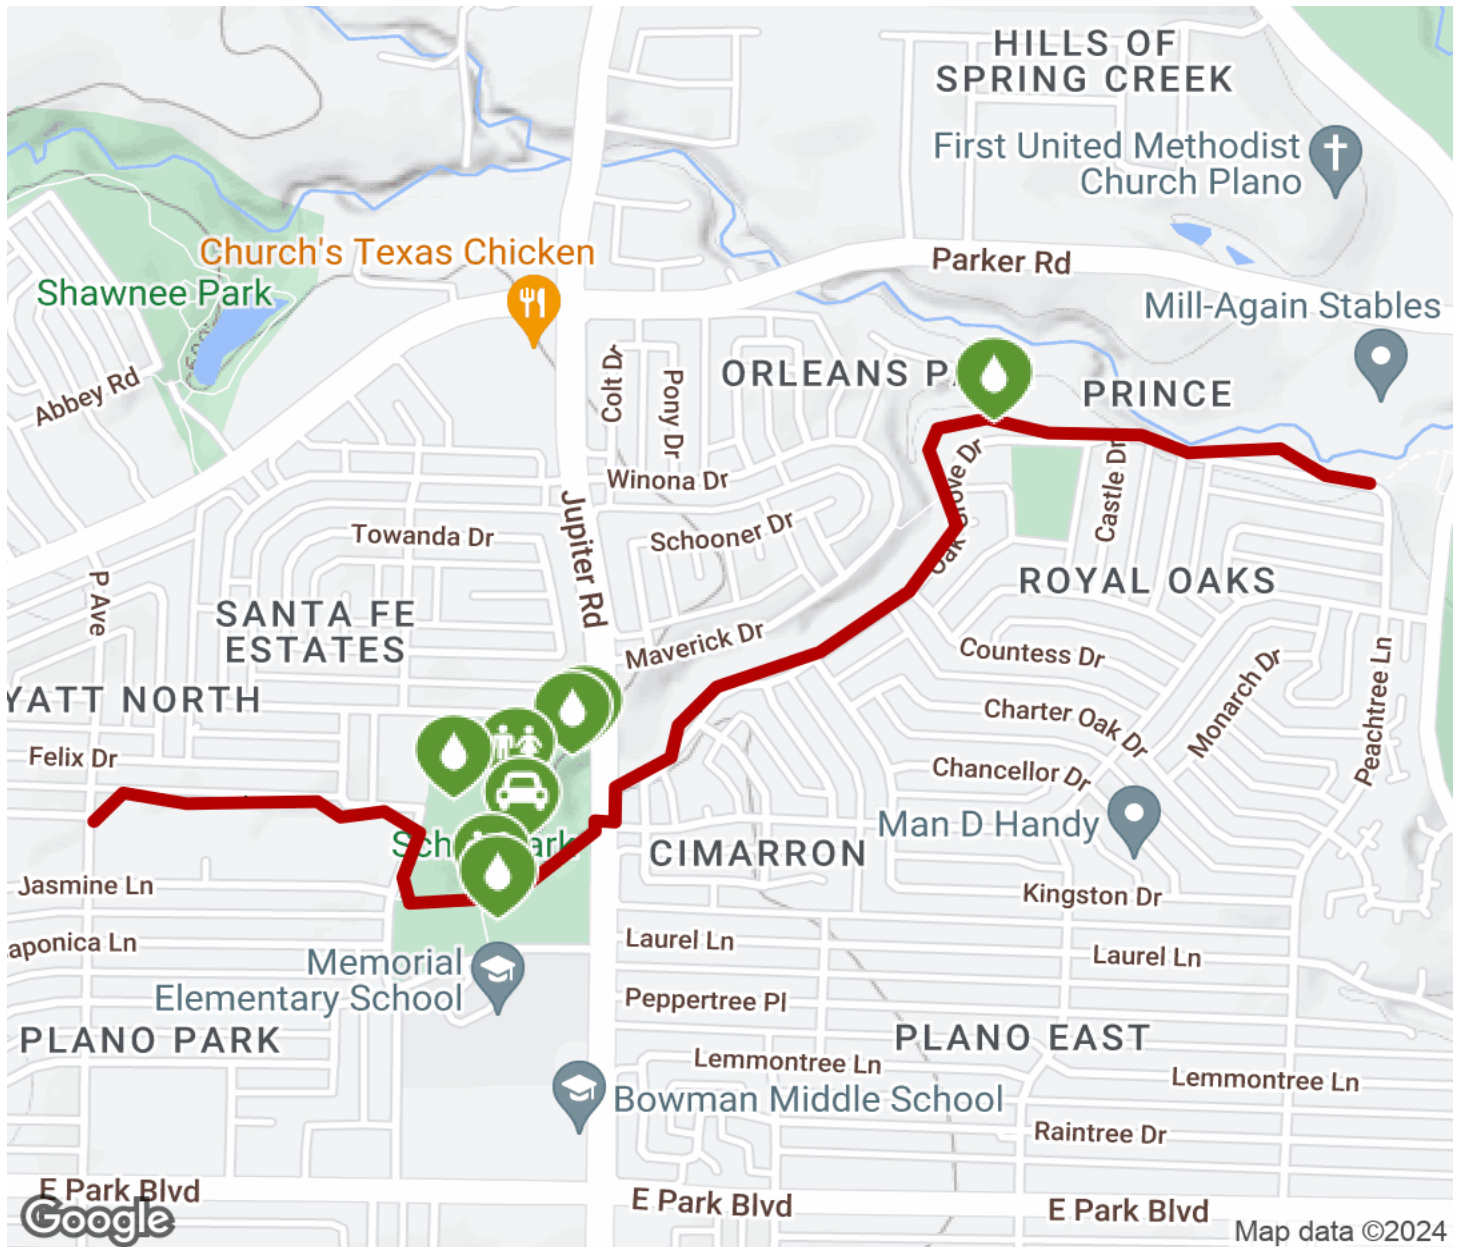 HILLS OF
SPRING CREEK
First United Methodist
Church Plano
Church's Texas Chicken
Parker Rd
Shawnee Park
Mill-Again Stables
Abbey Rd
Colt Dr
Pony Dr
ORLEANS P
PRINCE
Winona Dr
Castle Dr
Jupiter Rd
Towanda Dr
Schooner Dr
P Ave
ROYAL OAKS
SANTA FE
ESTATES
Maverick Dr
Countess Dr
Monarch Dr
Peachtree Ln
YATT NORTH
Charter Oak Dr
Felix Dr
Chancellor Dr
Man D Handy
Sch
ark
CIMARRON
Jasmine Ln
Kingston Dr
aponica Ln
Laurel Ln
Laurel Ln
Memorial
Elementary School
Peppertree Pl
PLANO PARK
PLANO EAST
Lemmontree Ln
Lemmontree Ln
Bowman Middle School
Raintree Dr
E Park Blvd
E Park Blvd
E Park Blvd
Google
Map data ©2024